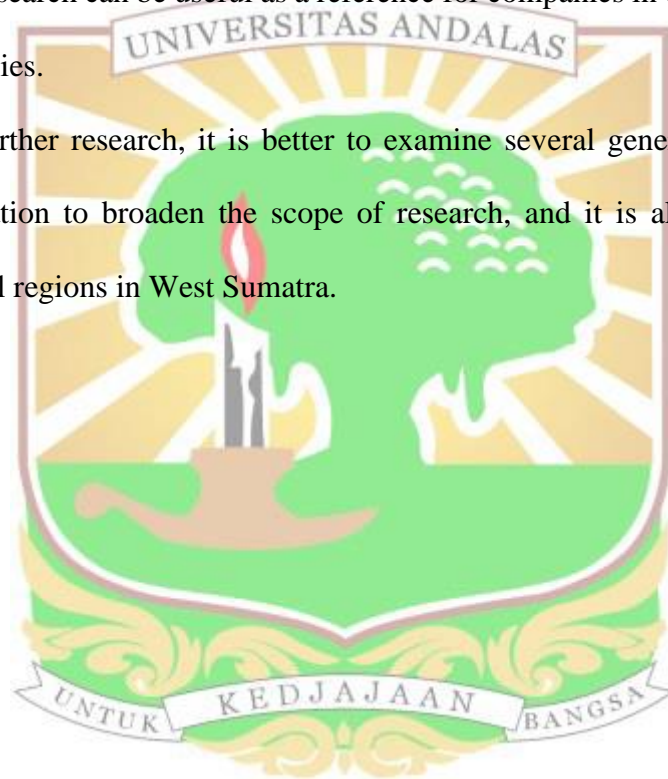 search can be useful as a reference for companies in
UNIVERSITAS ANDALAS
ies.
rther research, it is better to examine several gene
tion to broaden the scope of research, and it is al
l regions in West Sumatra.
UNTUK KEDJAJAAN BANGSA